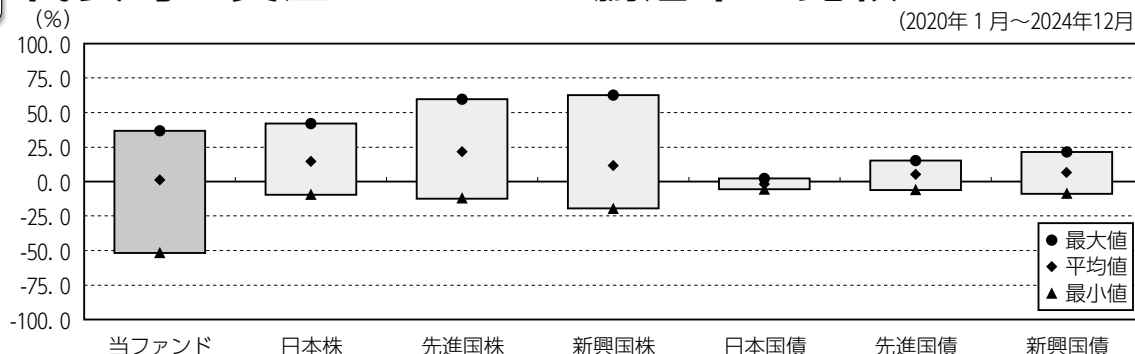 (%)
(2020年1月～2024年12月
100.0
75.0
50.0
25.0
0.0
-25.0
-50.0
-75.0
-100.0
● 最大値
◆ 平均値
▲ 最小値
当ファンド 日本株 先進国株 新興国株 日本国債 先進国債 新興国債